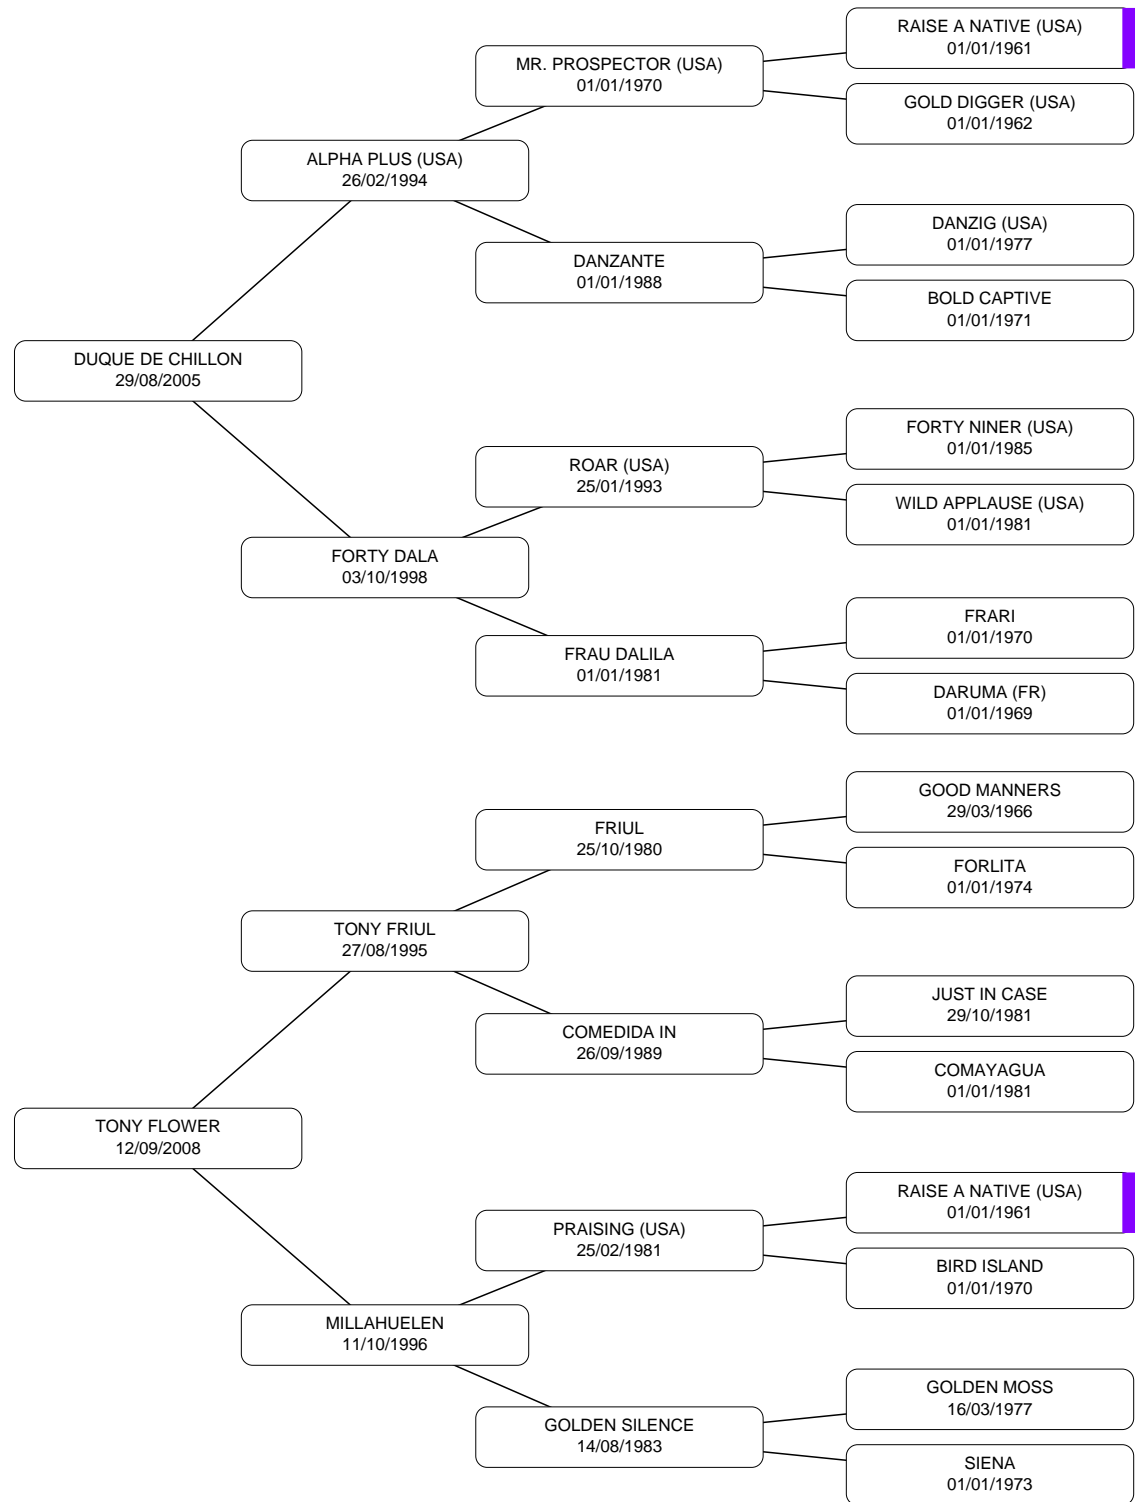 RAISE A NATIVE (USA)
01/01/1961
MR. PROSPECTOR (USA)
01/01/1970
GOLD DIGGER (USA)
01/01/1962
ALPHA PLUS (USA)
26/02/1994
DANZIG (USA)
01/01/1977
DANZANTE
01/01/1988
BOLD CAPTIVE
01/01/1971
DUQUE DE CHILLON
29/08/2005
FORTY NINER (USA)
01/01/1985
ROAR (USA)
25/01/1993
WILD APPLAUSE (USA)
01/01/1981
FORTY DALA
03/10/1998
FRARI
01/01/1970
FRAU DALILA
01/01/1981
DARUMA (FR)
01/01/1969
GOOD MANNERS
29/03/1966
FRIUL
25/10/1980
FORLITA
01/01/1974
TONY FRIUL
27/08/1995
JUST IN CASE
29/10/1981
COMEDIDA IN
26/09/1989
COMAYAGUA
01/01/1981
TONY FLOWER
12/09/2008
RAISE A NATIVE (USA)
01/01/1961
PRAISING (USA)
25/02/1981
BIRD ISLAND
01/01/1970
MILLAHUELEN
11/10/1996
GOLDEN MOSS
16/03/1977
GOLDEN SILENCE
14/08/1983
SIENA
01/01/1973